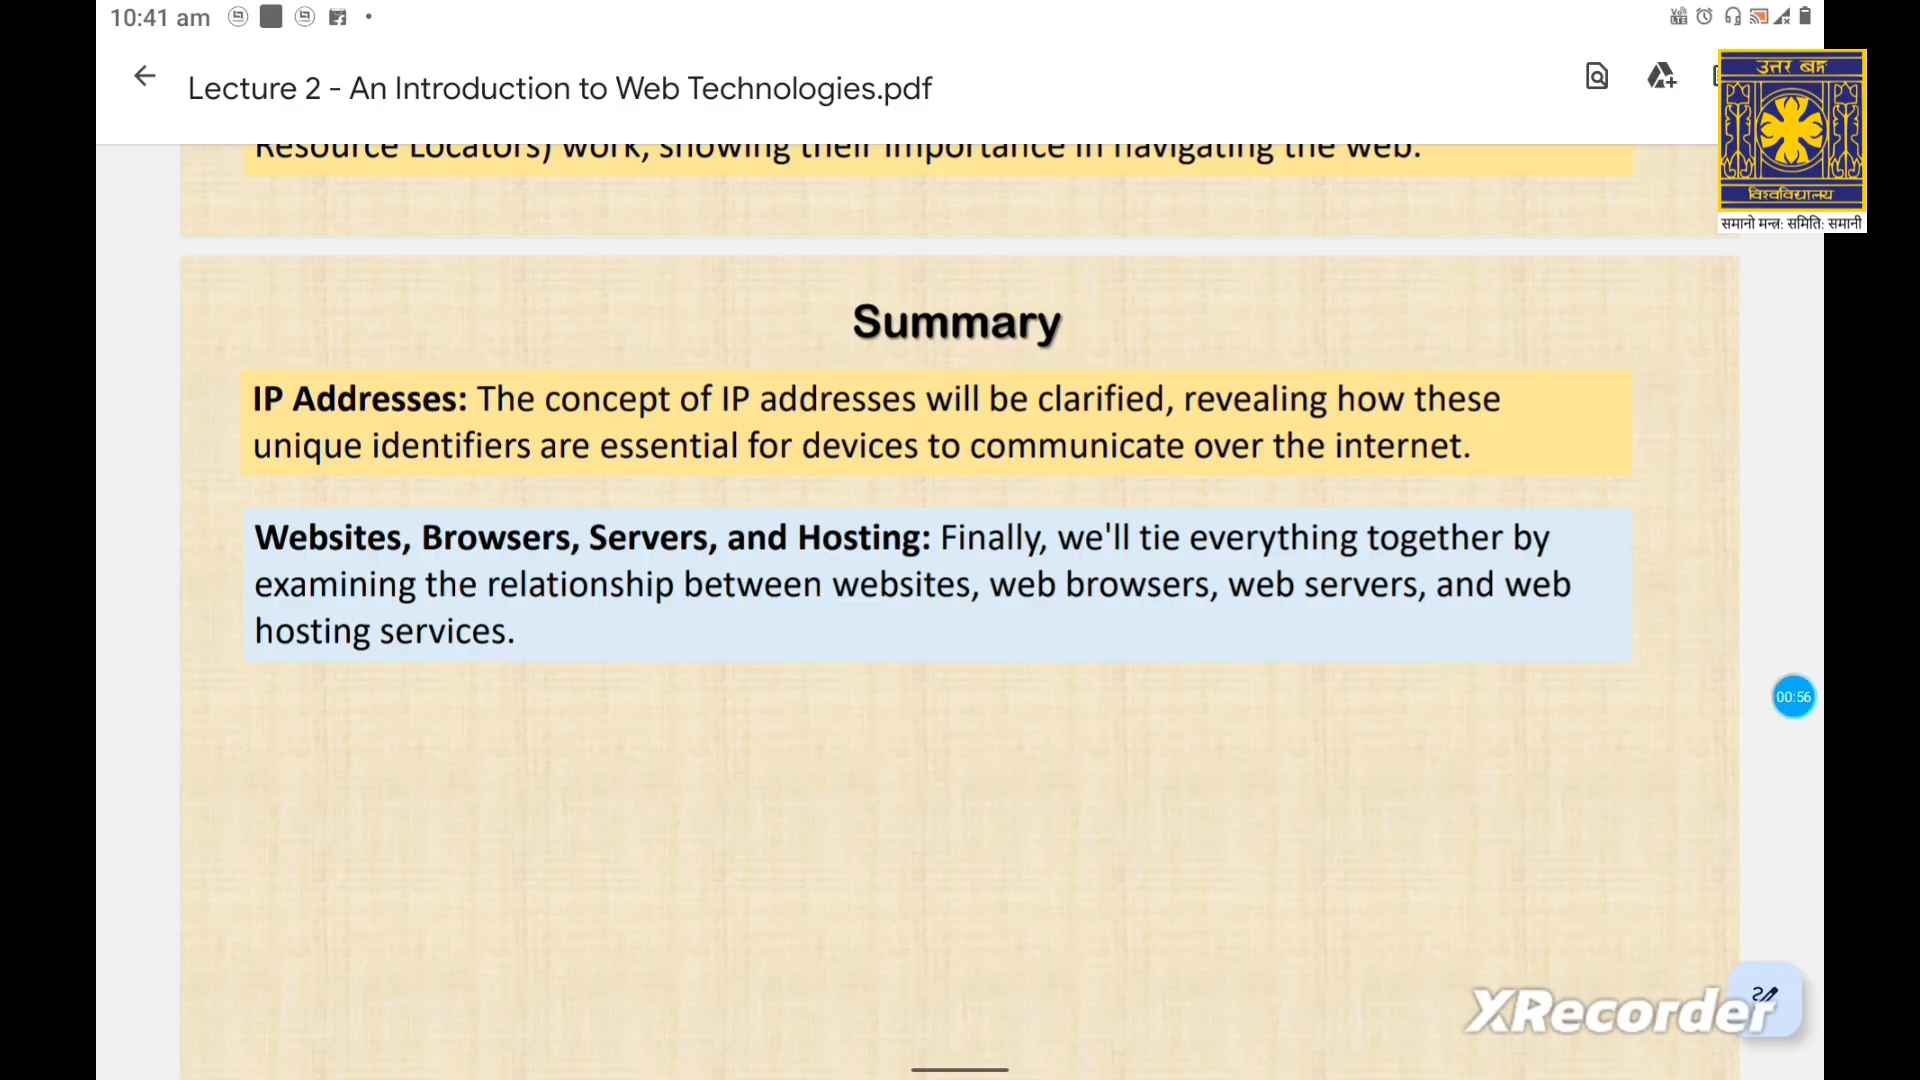 10:41 am
Lecture 2 - An Introduction to Web Technologies.pdf
उत्तर बङ्ग
विश्वविद्यालय
समानो मन्त्र: समिति: समानी
Resource Locators) work, showing their importance in navigating the web.
Summary
IP Addresses: The concept of IP addresses will be clarified, revealing how these
unique identifiers are essential for devices to communicate over the internet.
Websites, Browsers, Servers, and Hosting: Finally, we'll tie everything together by
examining the relationship between websites, web browsers, web servers, and web
hosting services.
00:56
XRecorder